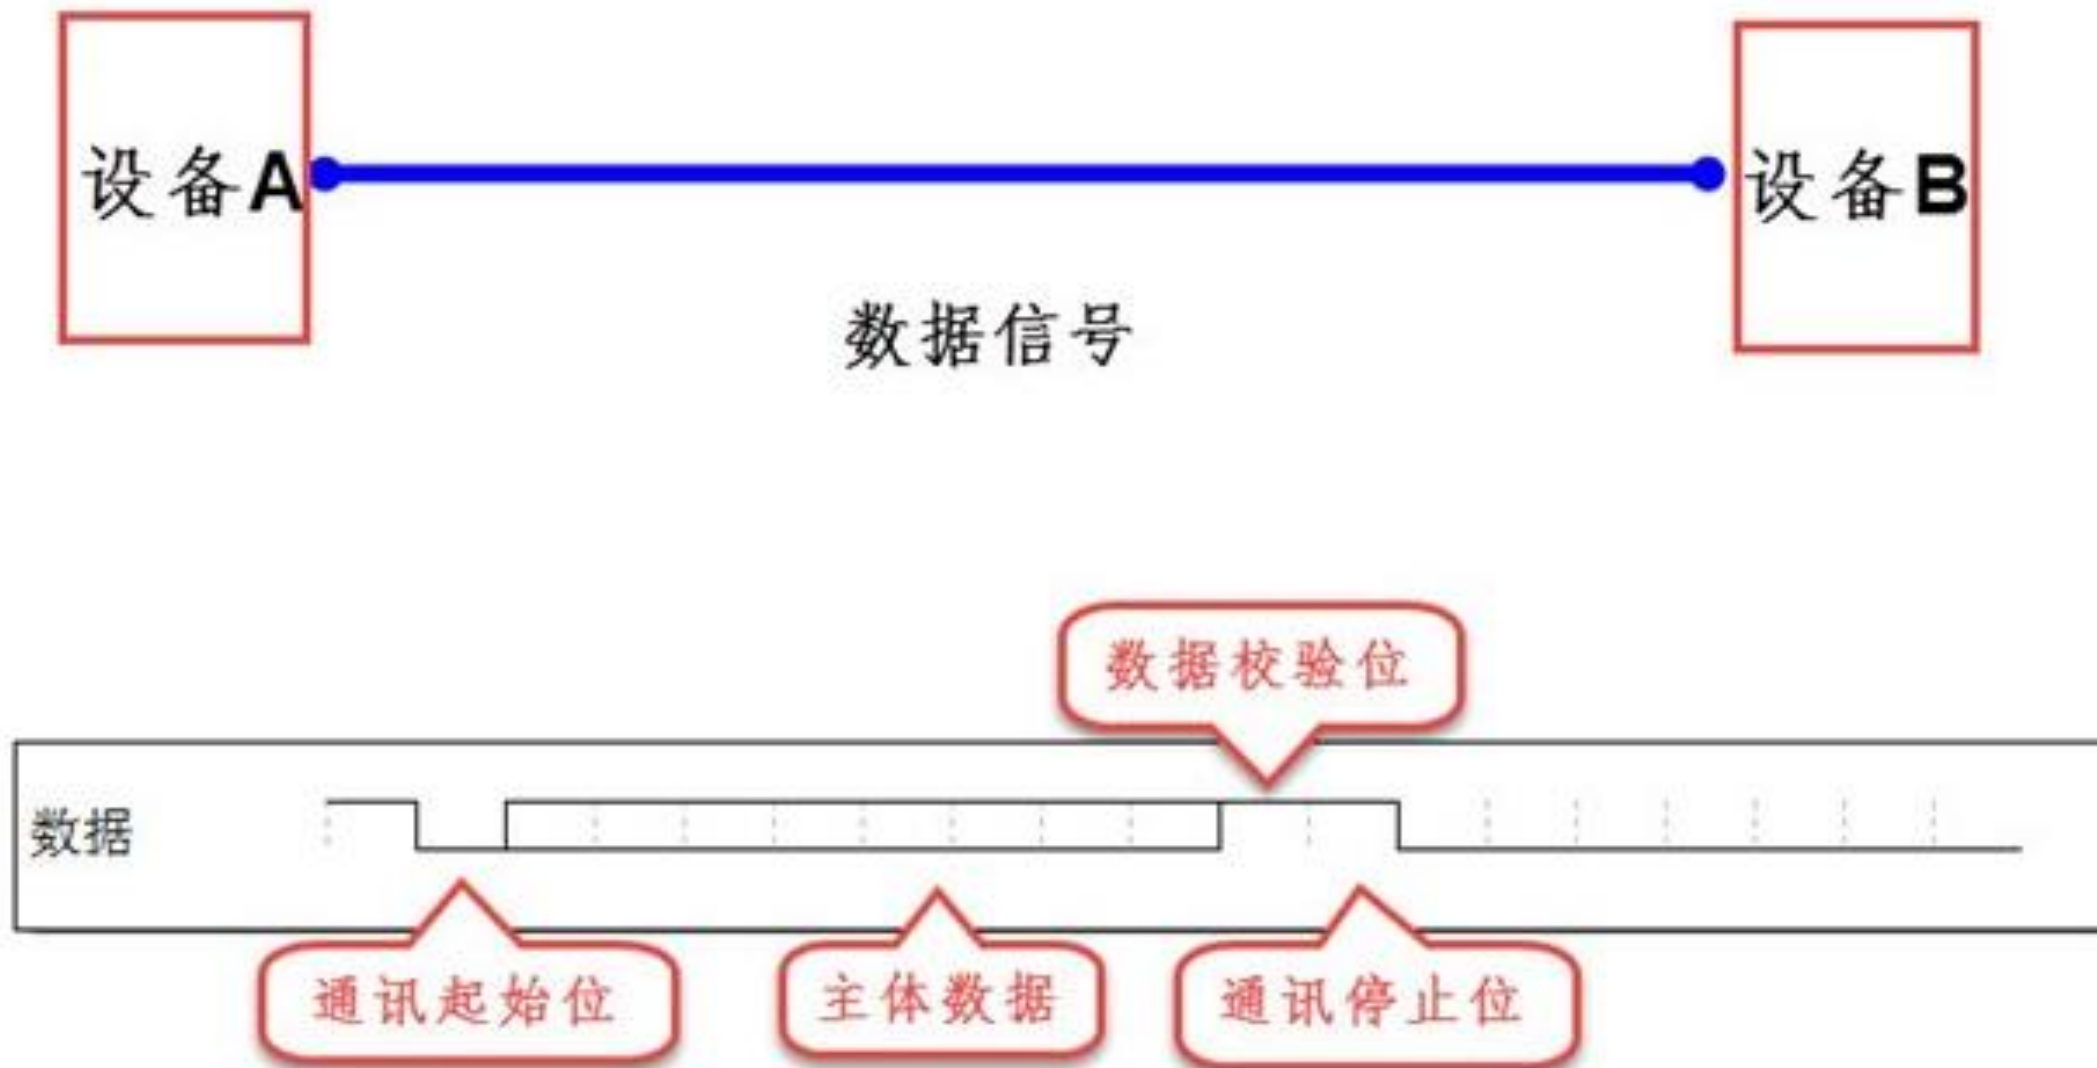 设备A
设备B
数据信号
数据校验位
数据
通讯起始位
主体数据
通讯停止位